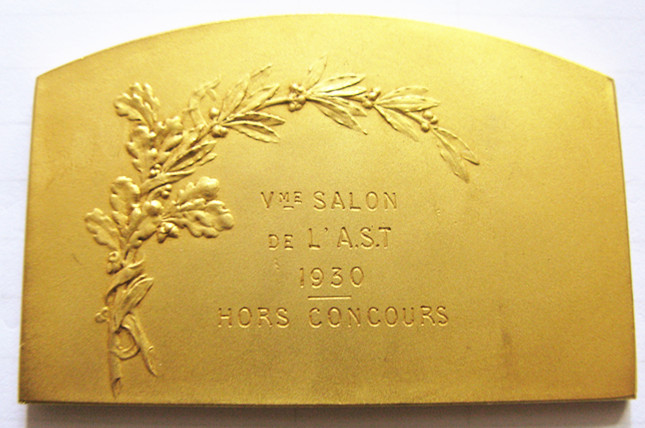 VME SALON
DE L'A.S.T
1930
HORS CONCOURS